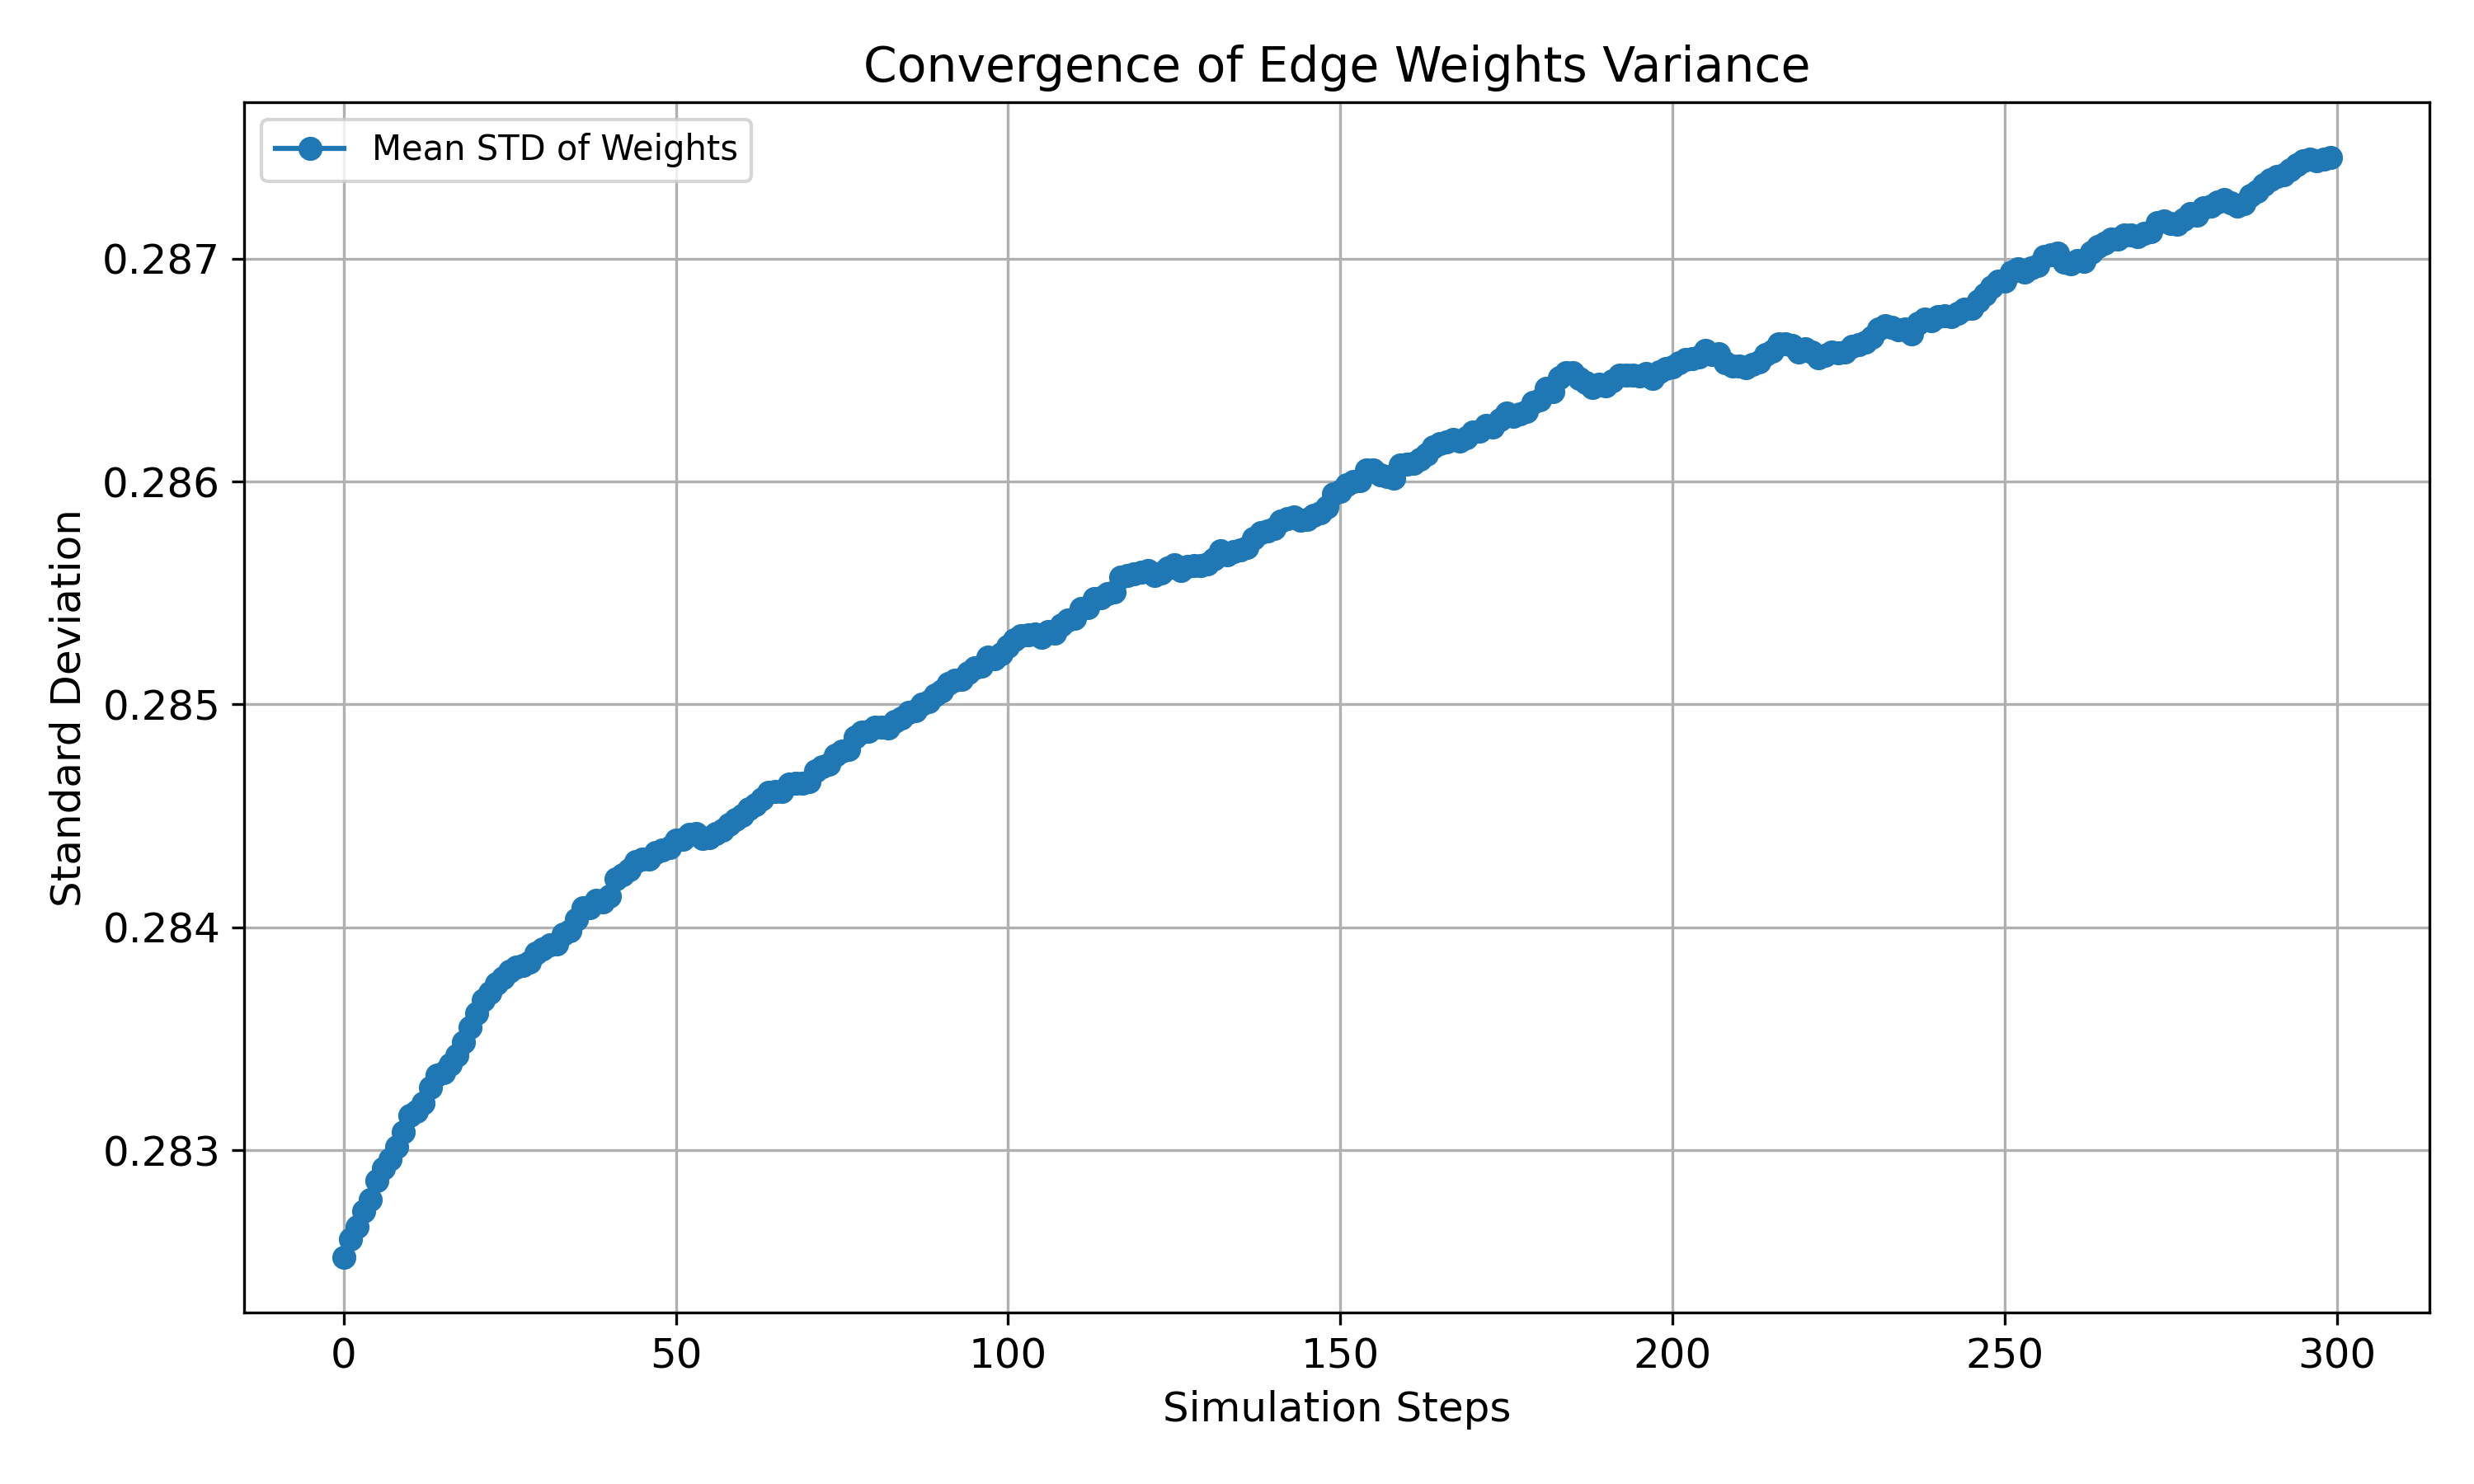 Convergence of Edge Weights Variance
Mean STD of Weights
Standard Deviation
0.287
0.286
0.285
0.284
0.283
0 50 100 150 200 250 300
Simulation Steps